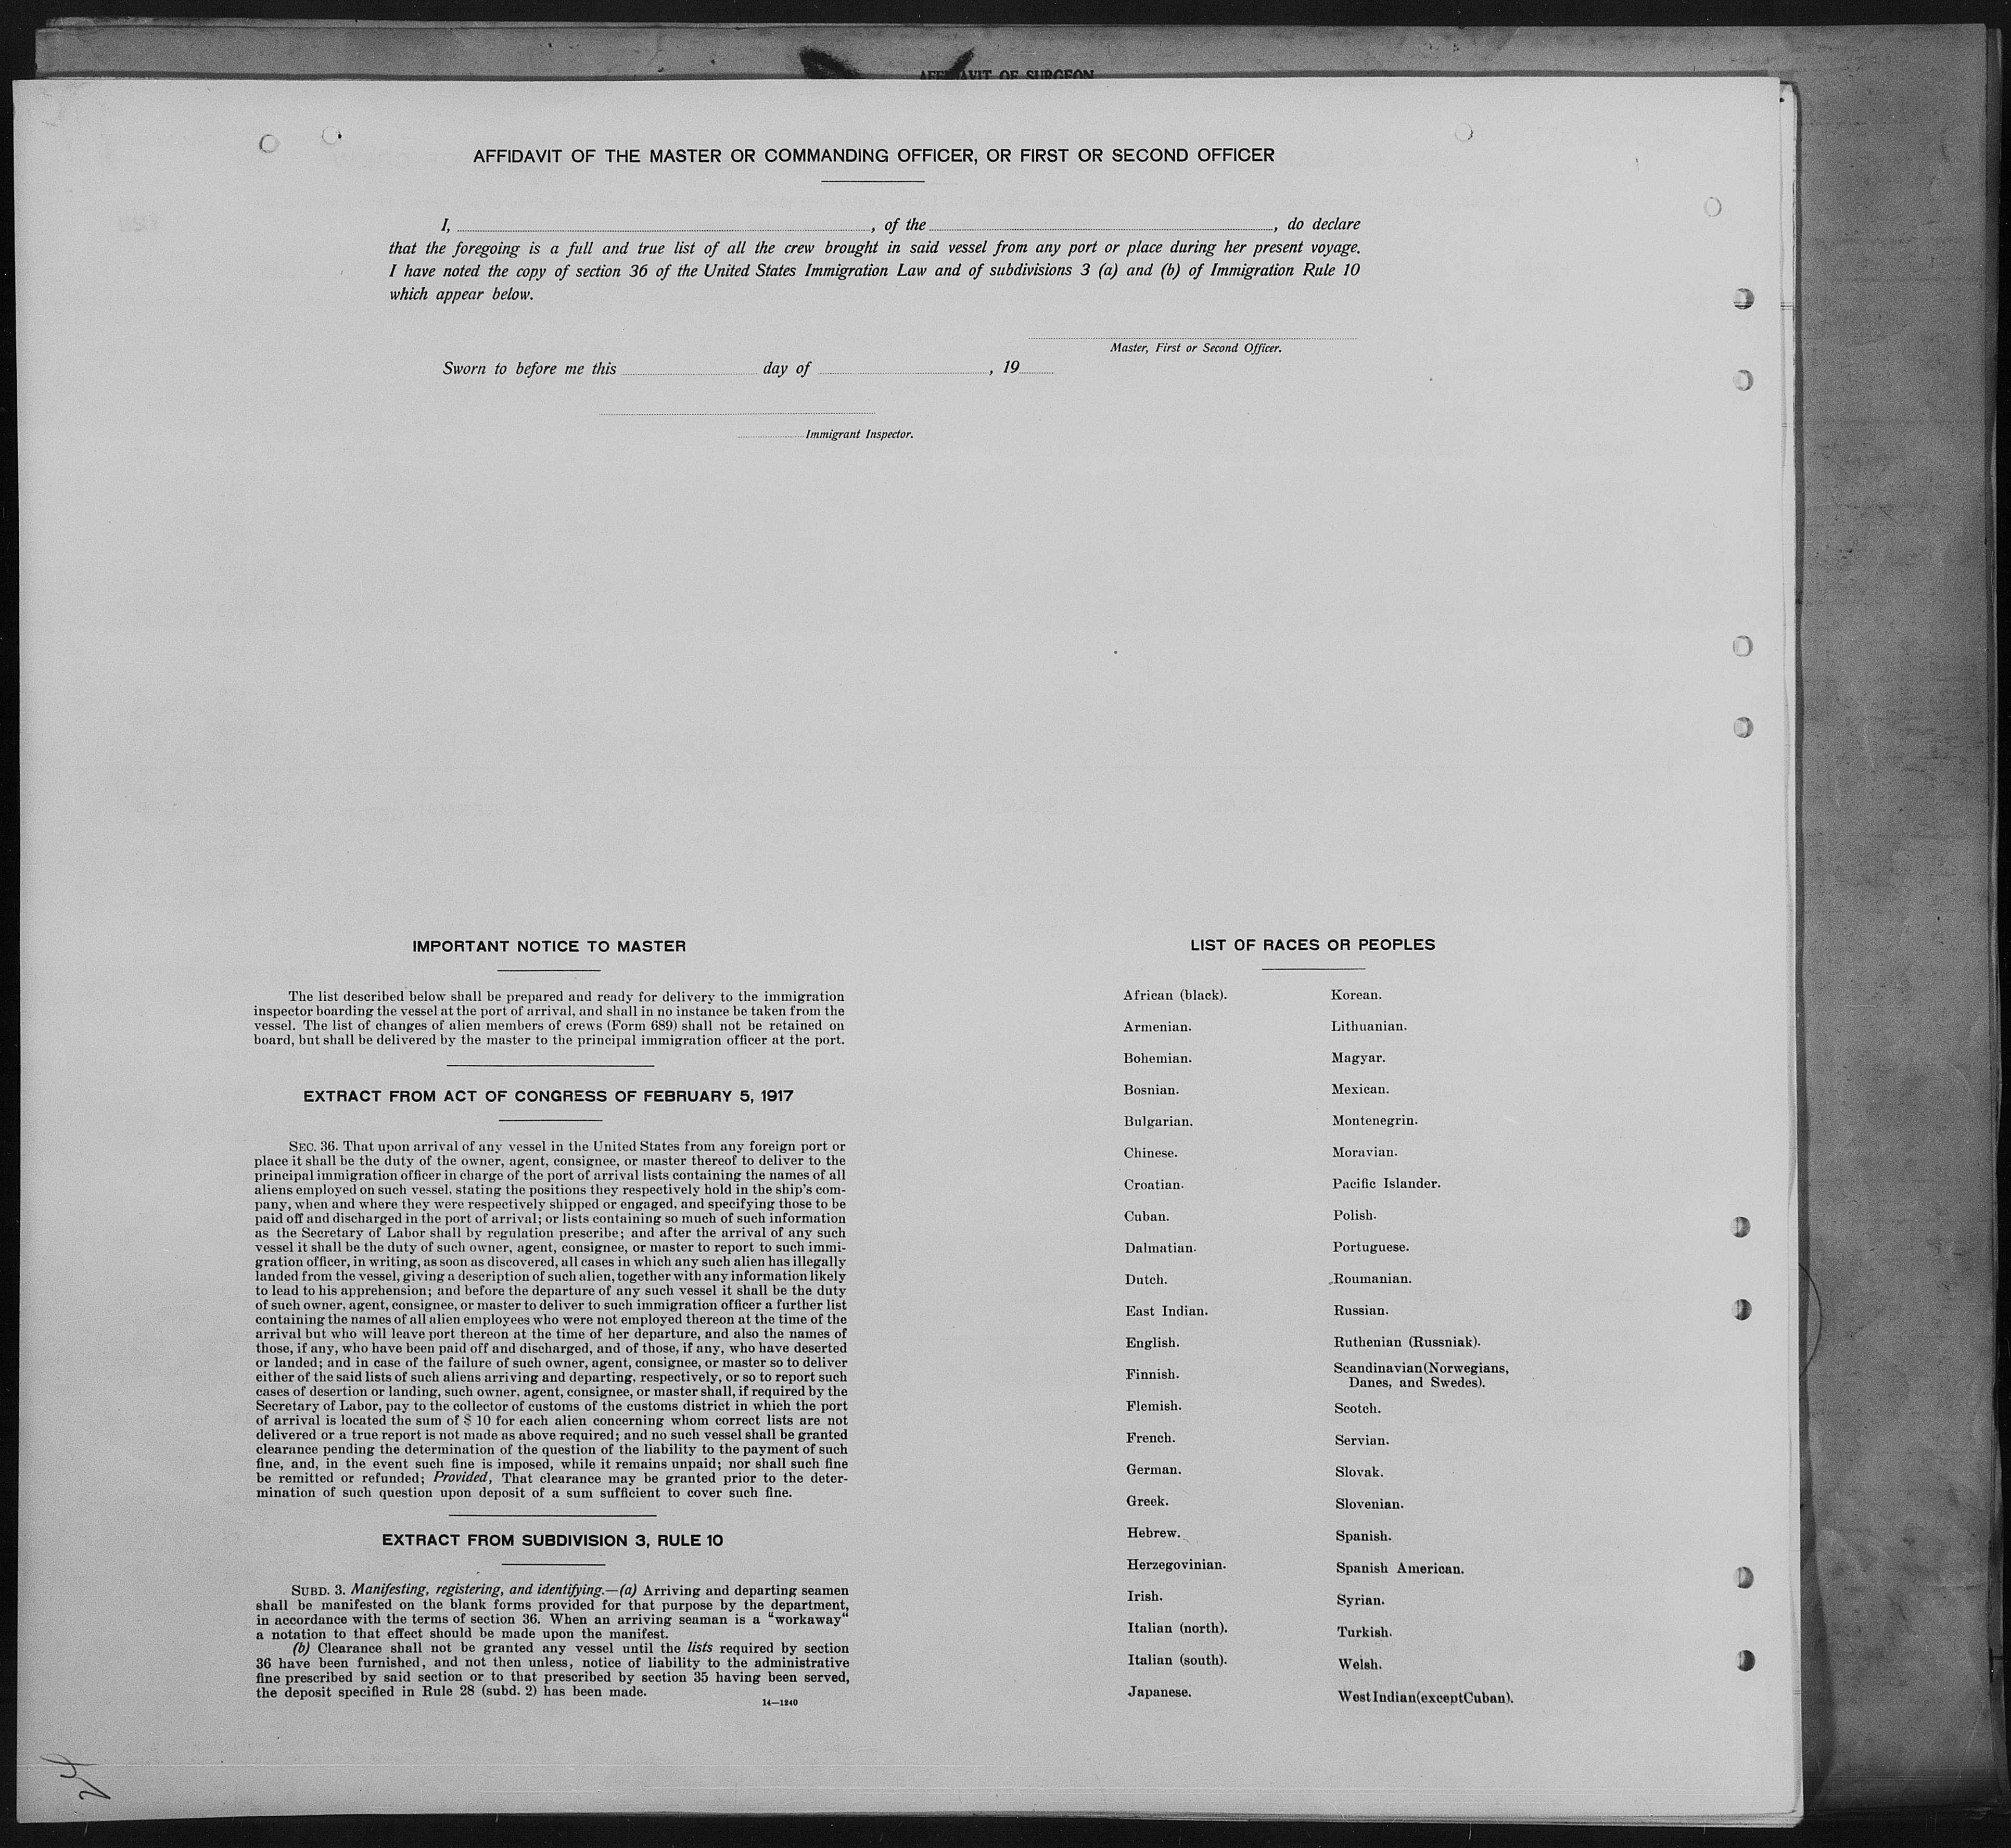 AFFIDAVIT OF SURGEON
AFFIDAVIT OF THE MASTER OR COMMANDING OFFICER, OR FIRST OR SECOND OFFICER
I, , of the , do declare
that the foregoing is a full and true list of all the crew brought in said vessel from any port or place during her present voyage.
I have noted the copy of section 36 of the United States Immigration Law and of subdivisions 3 (a) and (b) of Immigration Rule 10
which appear below.
Master, First or Second Officer.
Sworn to before me this day of , 19
Immigrant Inspector.
IMPORTANT NOTICE TO MASTER
The list described below shall be prepared and ready for delivery to the immigration
inspector boarding the vessel at the port of arrival, and shall in no instance be taken from the
vessel. The list of changes of alien members of crews (Form 689) shall not be retained on
board, but shall be delivered by the master to the principal immigration officer at the port.
EXTRACT FROM ACT OF CONGRESS OF FEBRUARY 5, 1917
SEC. 36. That upon arrival of any vessel in the United States from any foreign port or
place it shall be the duty of the owner, agent, consignee, or master thereof to deliver to the
principal immigration officer in charge of the port of arrival lists containing the names of all
aliens employed on such vessel, stating the positions they respectively hold in the ship's com-
pany, when and where they were respectively shipped or engaged, and specifying those to be
paid off and discharged in the port of arrival; or lists containing so much of such information
as the Secretary of Labor shall by regulation prescribe; and after the arrival of any such
vessel it shall be the duty of such owner, agent, consignee, or master to report to such immi-
gration officer, in writing, as soon as discovered, all cases in which any such alien has illegally
landed from the vessel, giving a description of such alien, together with any information likely
to lead to his apprehension; and before the departure of any such vessel it shall be the duty
of such owner, agent, consignee, or master to deliver to such immigration officer a further list
containing the names of all alien employees who were not employed thereon at the time of the
arrival but who will leave port thereon at the time of her departure, and also the names of
those, if any, who have been paid off and discharged, and of those, if any, who have deserted
or landed; and in case of the failure of such owner, agent, consignee, or master so to deliver
either of the said lists of such aliens arriving and departing, respectively, or so to report such
cases of desertion or landing, such owner, agent, consignee, or master shall, if required by the
Secretary of Labor, pay to the collector of customs of the customs district in which the port
of arrival is located the sum of $ 10 for each alien concerning whom correct lists are not
delivered or a true report is not made as above required; and no such vessel shall be granted
clearance pending the determination of the question of the liability to the payment of such
fine, and, in the event such fine is imposed, while it remains unpaid; nor shall such fine
be remitted or refunded; Provided, That clearance may be granted prior to the deter-
mination of such question upon deposit of a sum sufficient to cover such fine.
EXTRACT FROM SUBDIVISION 3, RULE 10
SUBD. 3. Manifesting, registering, and identifying.—(a) Arriving and departing seamen
shall be manifested on the blank forms provided for that purpose by the department,
in accordance with the terms of section 36. When an arriving seaman is a "workaway"
a notation to that effect should be made upon the manifest.
(b) Clearance shall not be granted any vessel until the lists required by section
36 have been furnished, and not then unless, notice of liability to the administrative
fine prescribed by said section or to that prescribed by section 35 having been served,
the deposit specified in Rule 28 (subd. 2) has been made.
14—1240
LIST OF RACES OR PEOPLES
African (black).
Armenian.
Bohemian.
Bosnian.
Bulgarian.
Chinese.
Croatian.
Cuban.
Dalmatian.
Dutch.
East Indian.
English.
Finnish.
Flemish.
French.
German.
Greek.
Hebrew.
Herzegovinian.
Irish.
Italian (north).
Italian (south).
Japanese.
Korean.
Lithuanian.
Magyar.
Mexican.
Montenegrin.
Moravian.
Pacific Islander.
Polish.
Portuguese.
Roumanian.
Russian.
Ruthenian (Russniak).
Scandinavian (Norwegians,
Danes, and Swedes).
Scotch.
Servian.
Slovak.
Slovenian.
Spanish.
Spanish American.
Syrian.
Turkish.
Welsh.
West Indian (except Cuban).
24